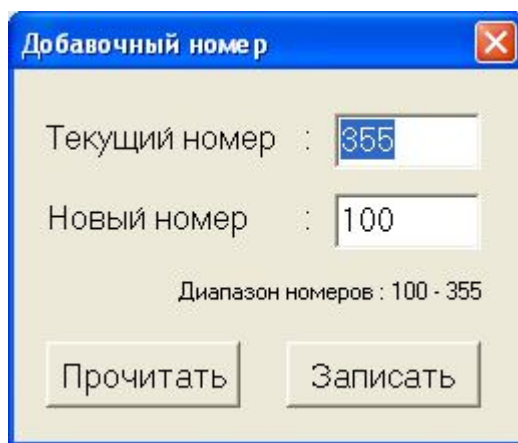 Добавочный номер
Текущий номер : 355
Новый номер : 100
Диапазон номеров : 100 - 355
Прочитать Записать